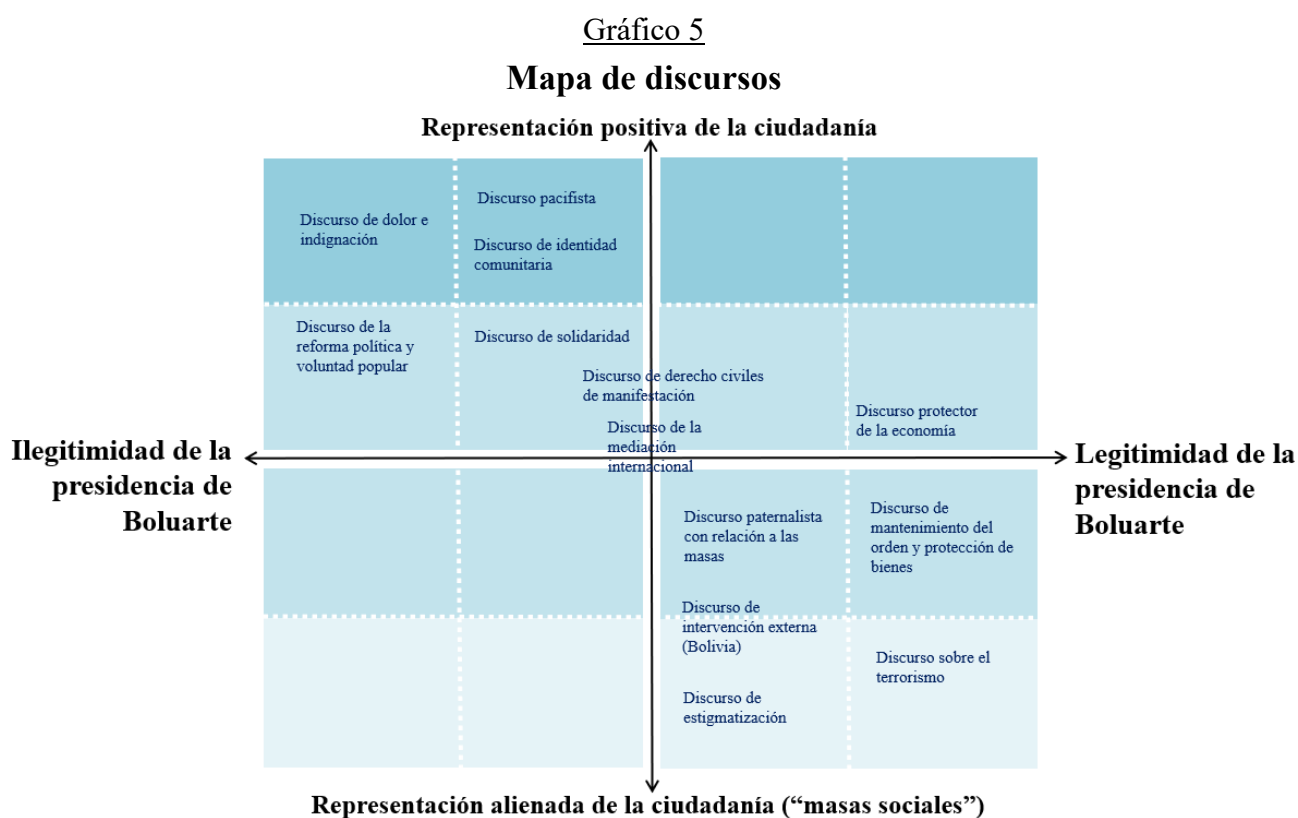 Gráfico 5
Mapa de discursos
Representación positiva de la ciudadanía
Discurso de dolor e
indignación
Discurso pacifista
Discurso de identidad
comunitaria
Discurso de la
reforma política y
voluntad popular
Discurso de solidaridad
Discurso de derecho civiles
de manifestación
Discurso de la
mediación
internacional
Discurso protector
de la economía
Ilegitimidad de la
presidencia de
Boluarte
Legitimidad de la
presidencia de
Boluarte
Discurso paternalista
con relación a las
masas
Discurso de
mantenimiento del
orden y protección de
bienes
Discurso de
intervención externa
(Bolivia)
Discurso sobre el
terrorismo
Discurso de
estigmatización
Representación alienada de la ciudadanía (“masas sociales”)